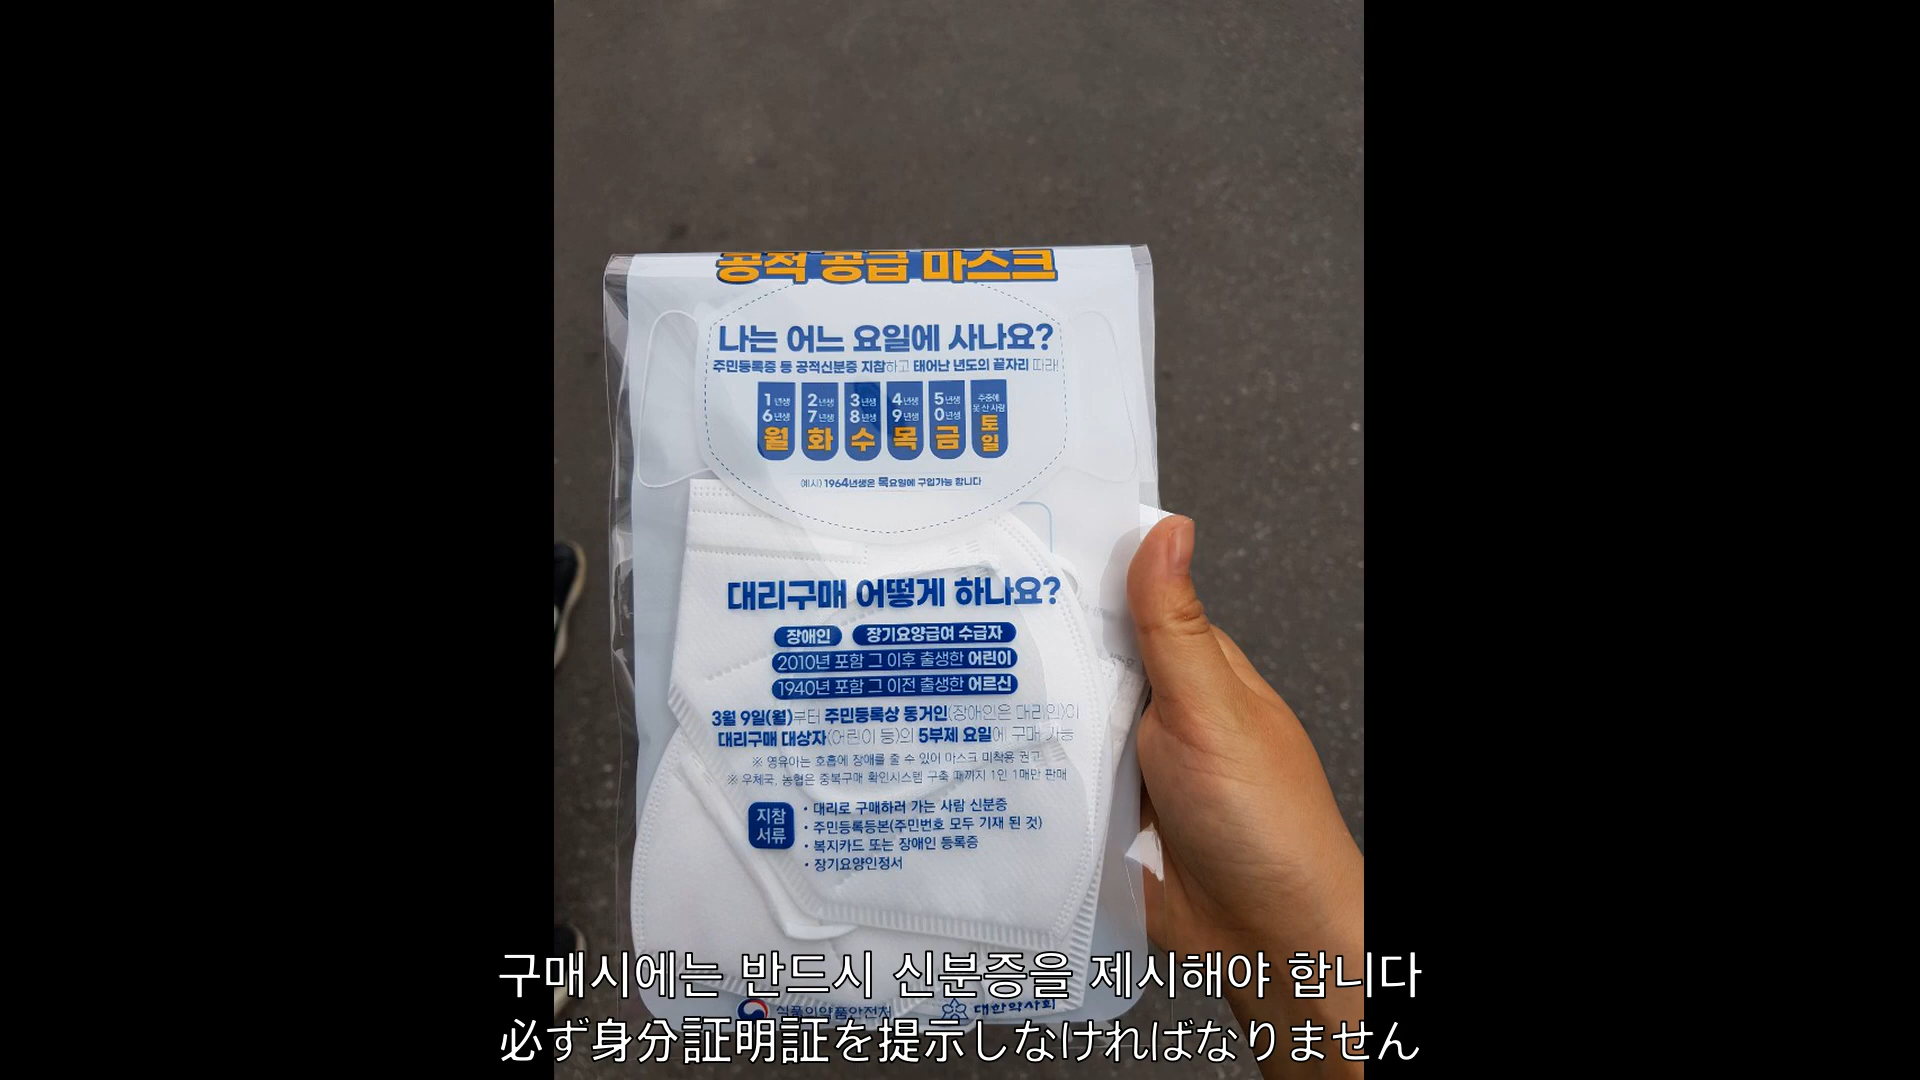 공적 공급 마스크
나는 어느 요일에 사나요?
주민등록증 등 공적신분증 지참하고 태어난 년도의 끝자리 따라!
1년생 6년생 월
2년생 7년생 화
3년생 8년생 수
4년생 9년생 목
5년생 0년생 금
주중에 못 산 사람 토 일
예시) 1964년생은 목요일에 구입가능 합니다
대리구매 어떻게 하나요?
장애인 장기요양급여 수급자
2010년 포함 그 이후 출생한 어린이
1940년 포함 그 이전 출생한 어르신
3월 9일(월)부터 주민등록상 동거인(장애인은 대리인)이
대리구매 대상자(어린이 등)의 5부제 요일에 구매 가능
※ 영유아는 호흡에 장애를 줄 수 있어 마스크 미착용 권고
※ 우체국, 농협은 중복구매 확인시스템 구축 때까지 1인 1매만 판매
지참
서류
· 대리로 구매하러 가는 사람 신분증
· 주민등록등본(주민번호 모두 기재 된 것)
· 복지카드 또는 장애인 등록증
· 장기요양인정서
식품의약품안전처 대한약사회
구매시에는 반드시 신분증을 제시해야 합니다
必ず身分証明証を提示しなければなりません